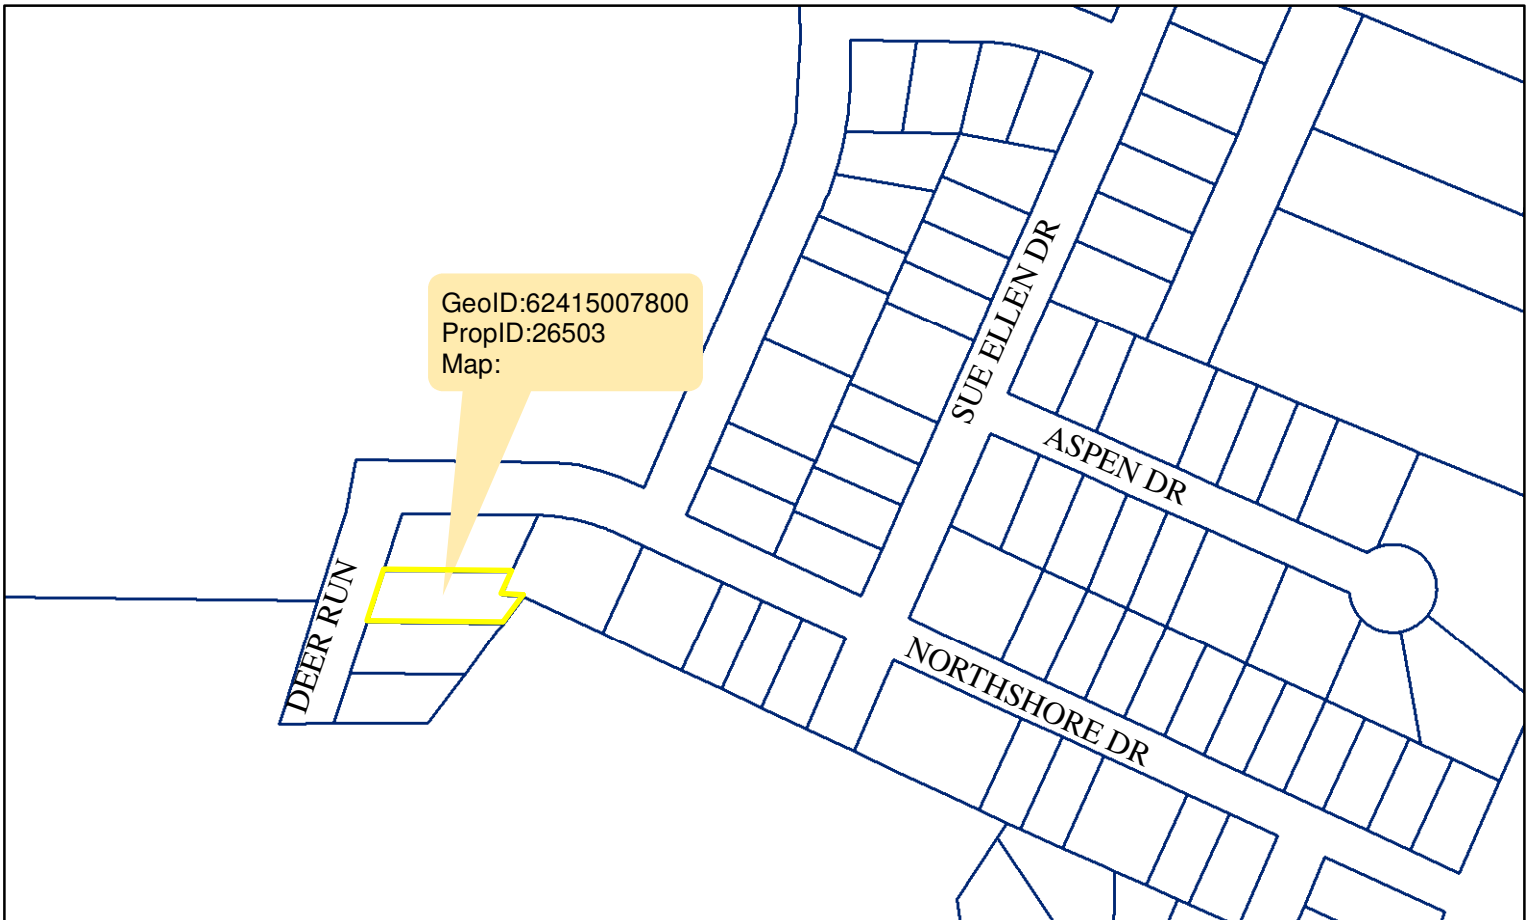 GeoID:62415007800
PropID:26503
Map:
SUE ELLEN DR
ASPEN DR
DEER RUN
NORTHSHORE DR